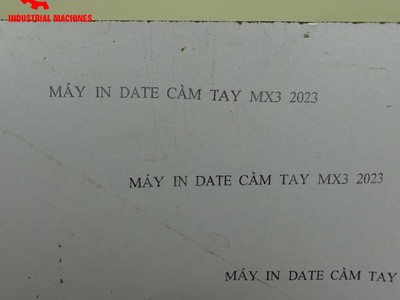 INDUSTRIAL MACHINES
MÁY IN DATE CẦM TAY MX3 2023
MÁY IN DATE CẦM TAY MX3 2023
MÁY IN DATE CẦM TAY